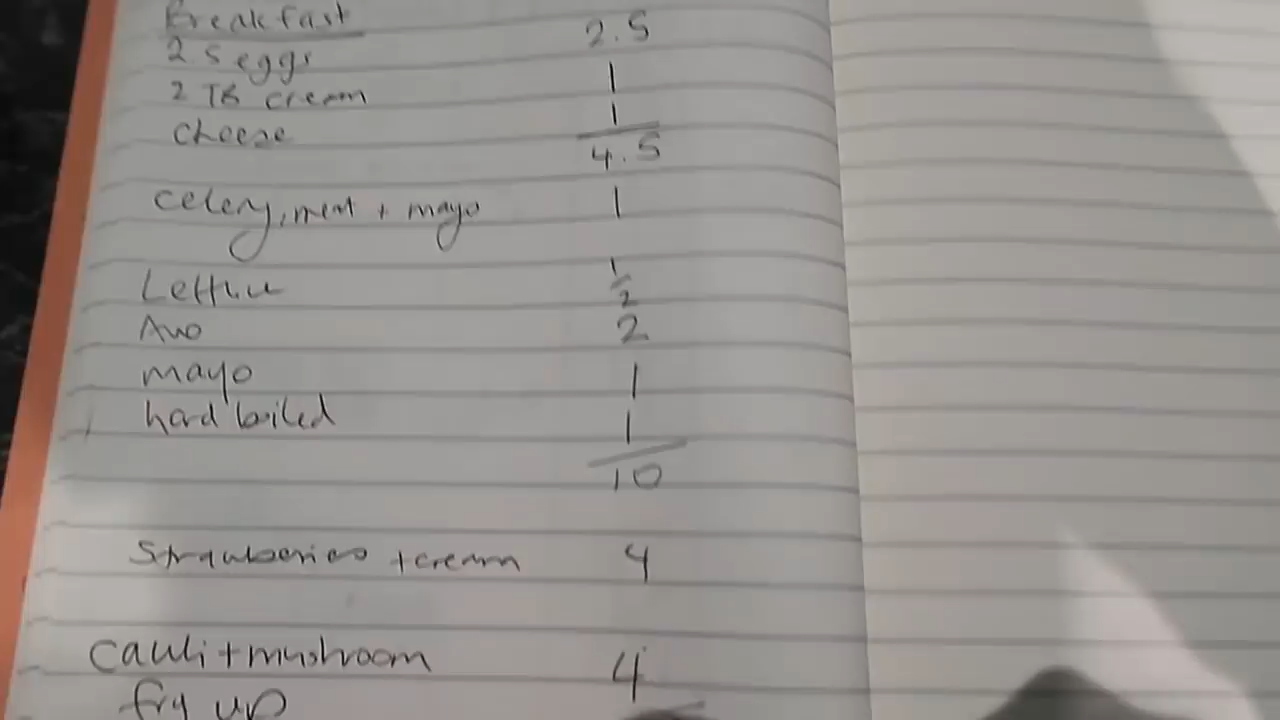 Breakfast
2.5 eggs 2.5
2 TB cream 1
cheese 1
4.5
celery, meat + mayo 1
Lettuce 1/2
Avo 2
mayo 1
hard boiled 1
10
Strawberries + cream 4
Cauli + mushroom 4
fry up